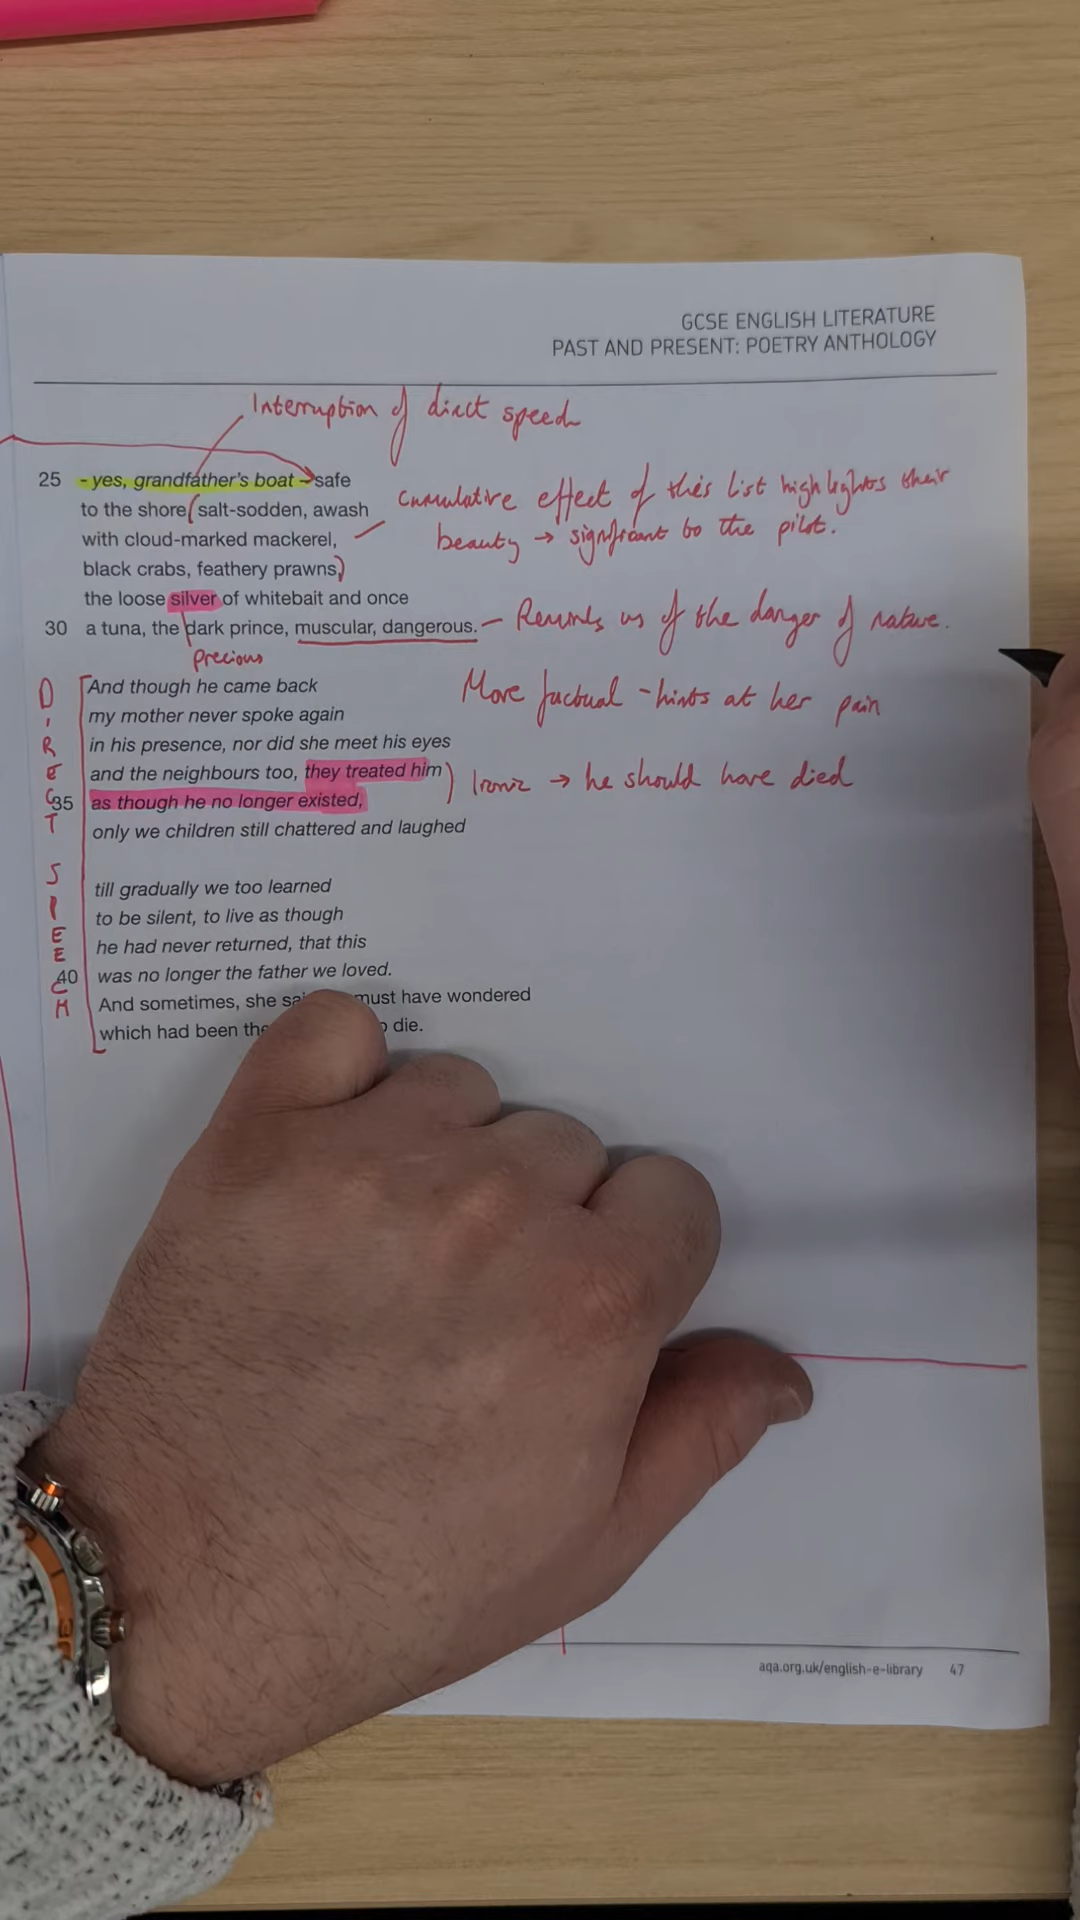 GCSE ENGLISH LITERATURE
PAST AND PRESENT: POETRY ANTHOLOGY
Interruption of direct speech
25 - yes, grandfather's boat - safe
to the shore, salt-sodden, awash
with cloud-marked mackerel,
black crabs, feathery prawns,
the loose silver of whitebait and once
30 a tuna, the dark prince, muscular, dangerous.
cumulative effect of this list highlights their
beauty → significant to the pilot.
Reminds us of the danger of nature.
precious
DIRECT SPEECH
And though he came back
my mother never spoke again
in his presence, nor did she meet his eyes
and the neighbours too, they treated him
35 as though he no longer existed,
only we children still chattered and laughed
More factual - hints at her pain
Ironic → he should have died
till gradually we too learned
to be silent, to live as though
he had never returned, that this
40 was no longer the father we loved.
And sometimes, she must have wondered
which had been die.
aqa.org.uk/english-e-library 47